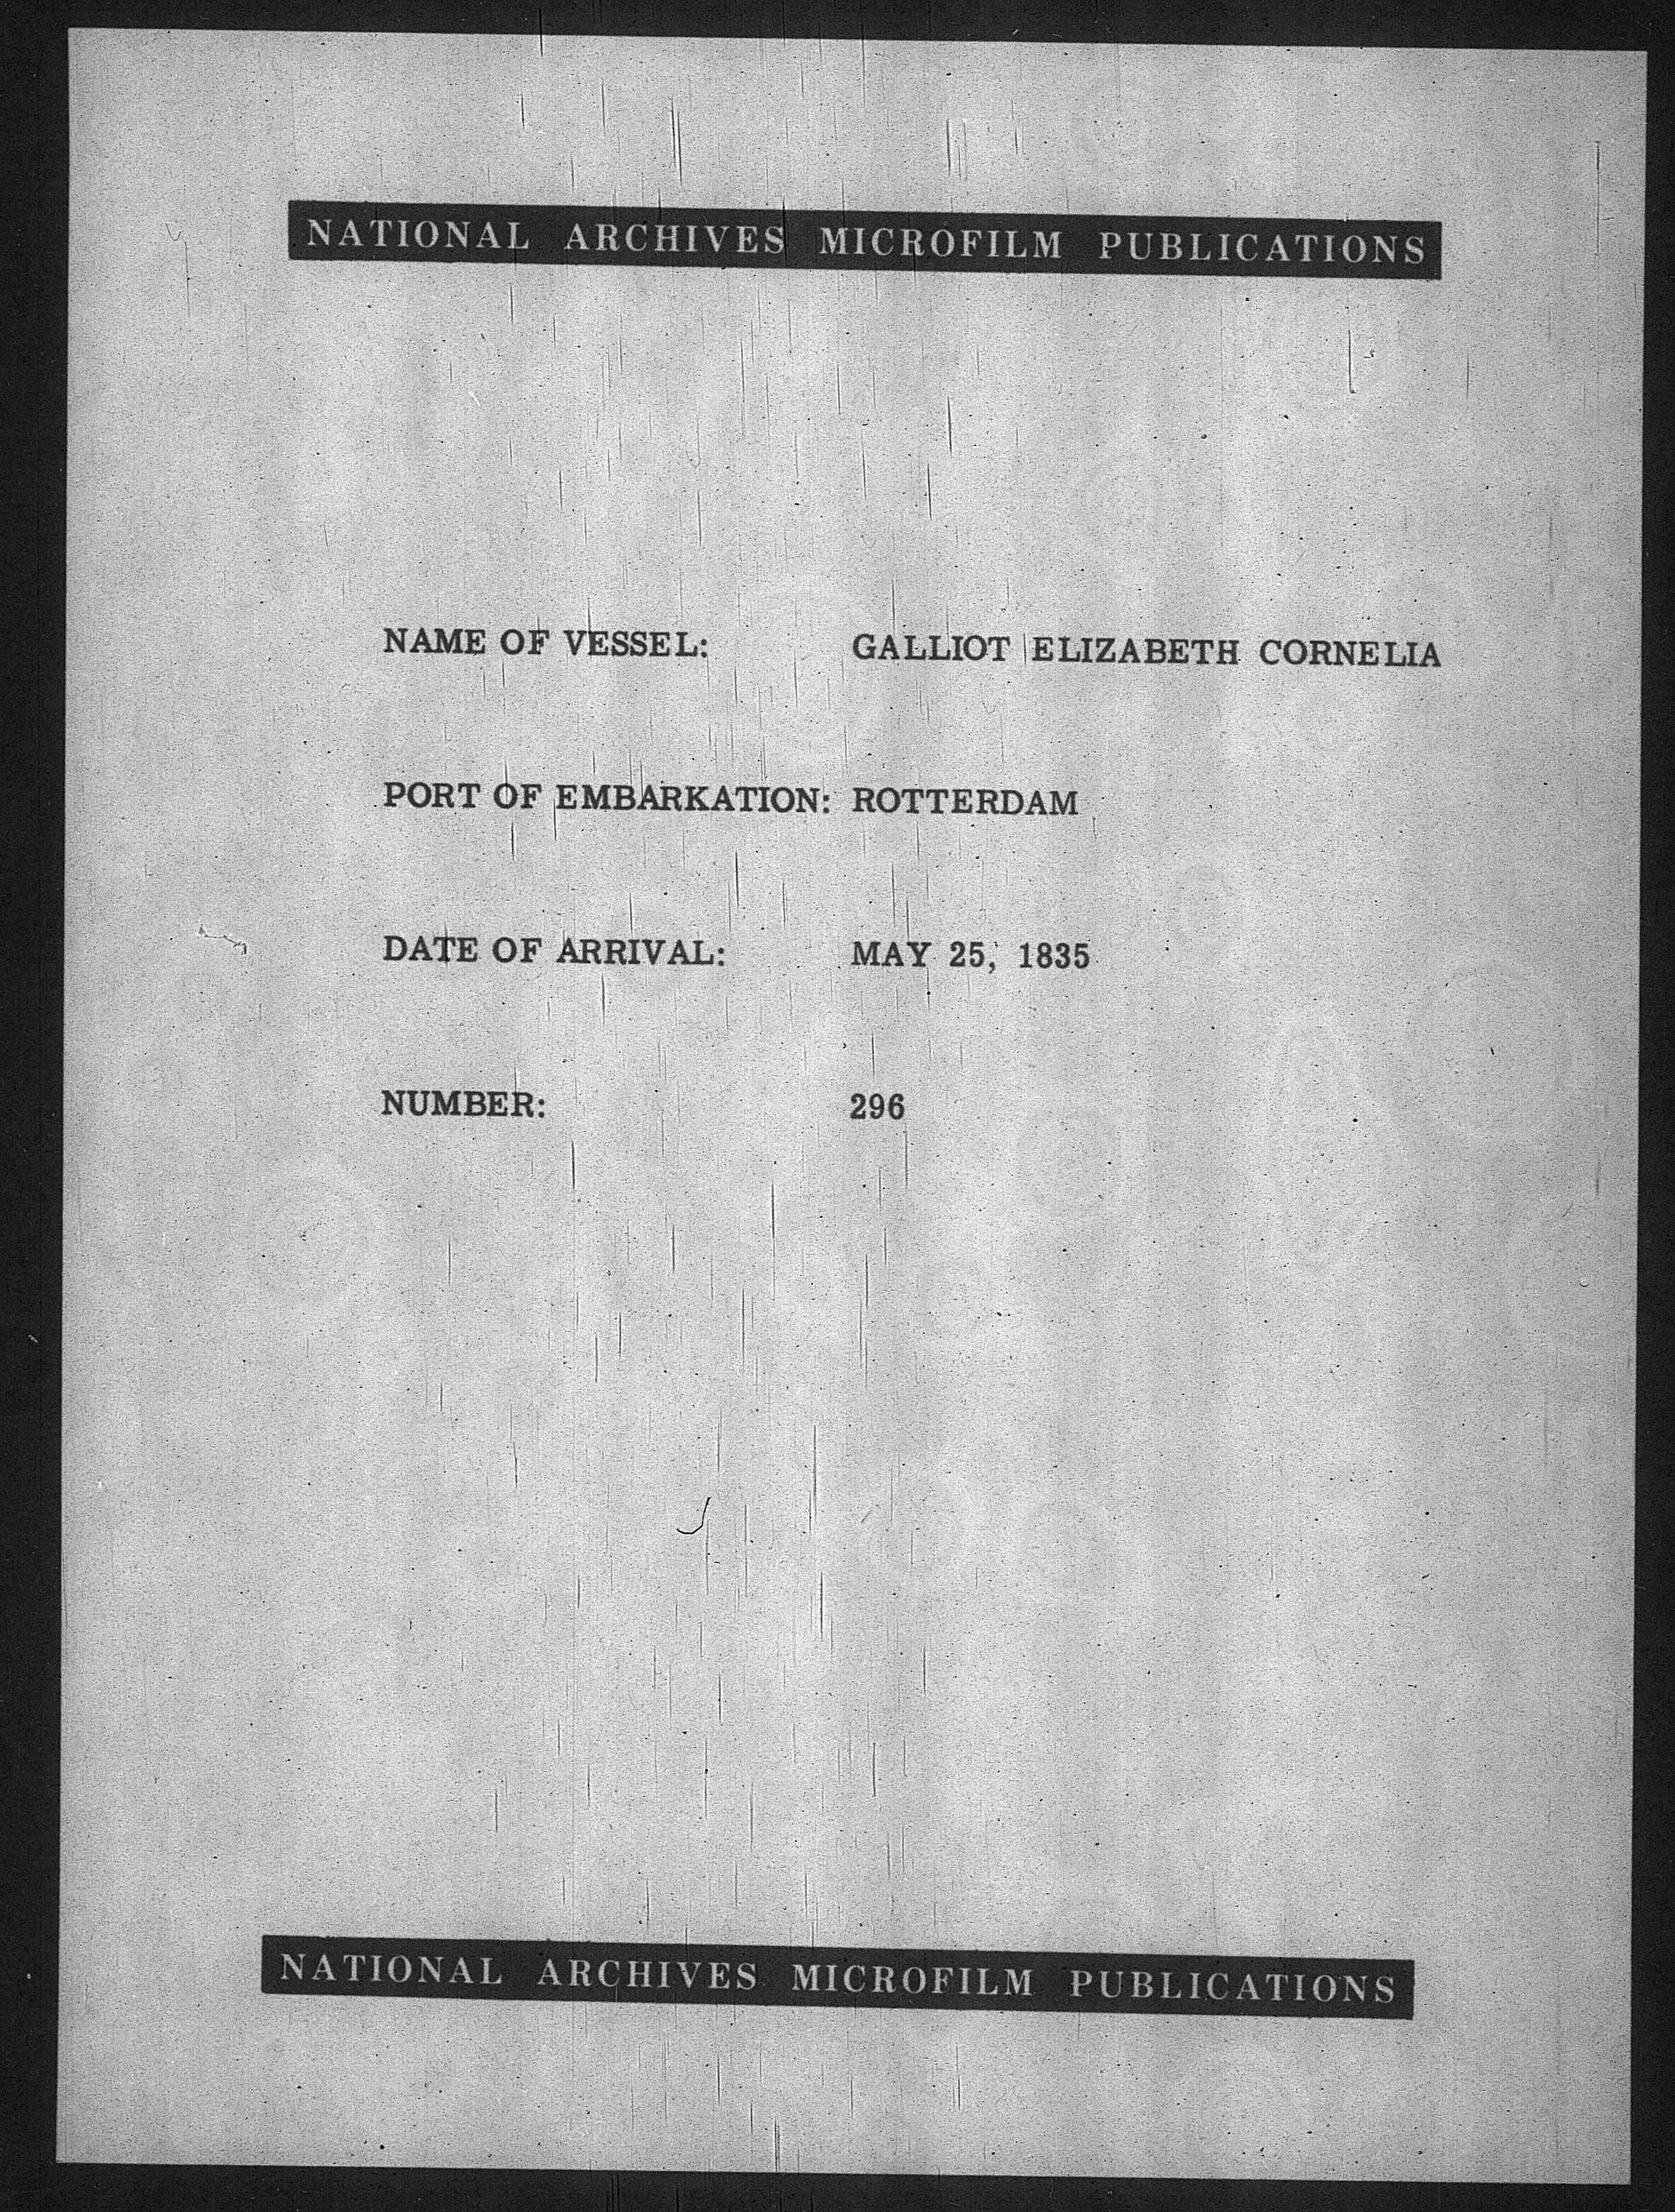 NATIONAL ARCHIVES MICROFILM PUBLICATIONS
NAME OF VESSEL: GALLIOT ELIZABETH CORNELIA
PORT OF EMBARKATION: ROTTERDAM
DATE OF ARRIVAL: MAY 25, 1835
NUMBER: 296
NATIONAL ARCHIVES MICROFILM PUBLICATIONS